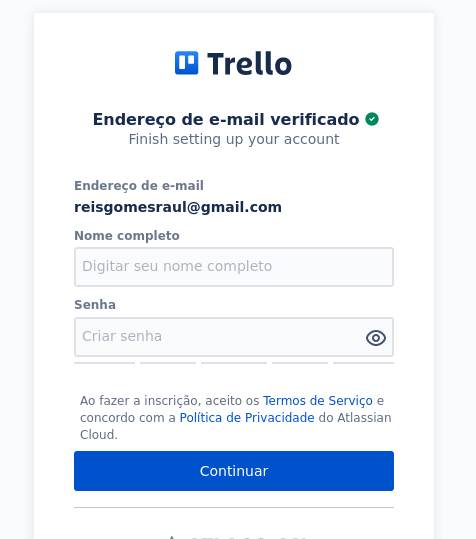 Trello
Endereço de e-mail verificado
Finish setting up your account
Endereço de e-mail
reisgomesraul@gmail.com
Nome completo
Digitar seu nome completo
Senha
Criar senha
Ao fazer a inscrição, aceito os Termos de Serviço e
concordo com a Política de Privacidade do Atlassian
Cloud.
Continuar